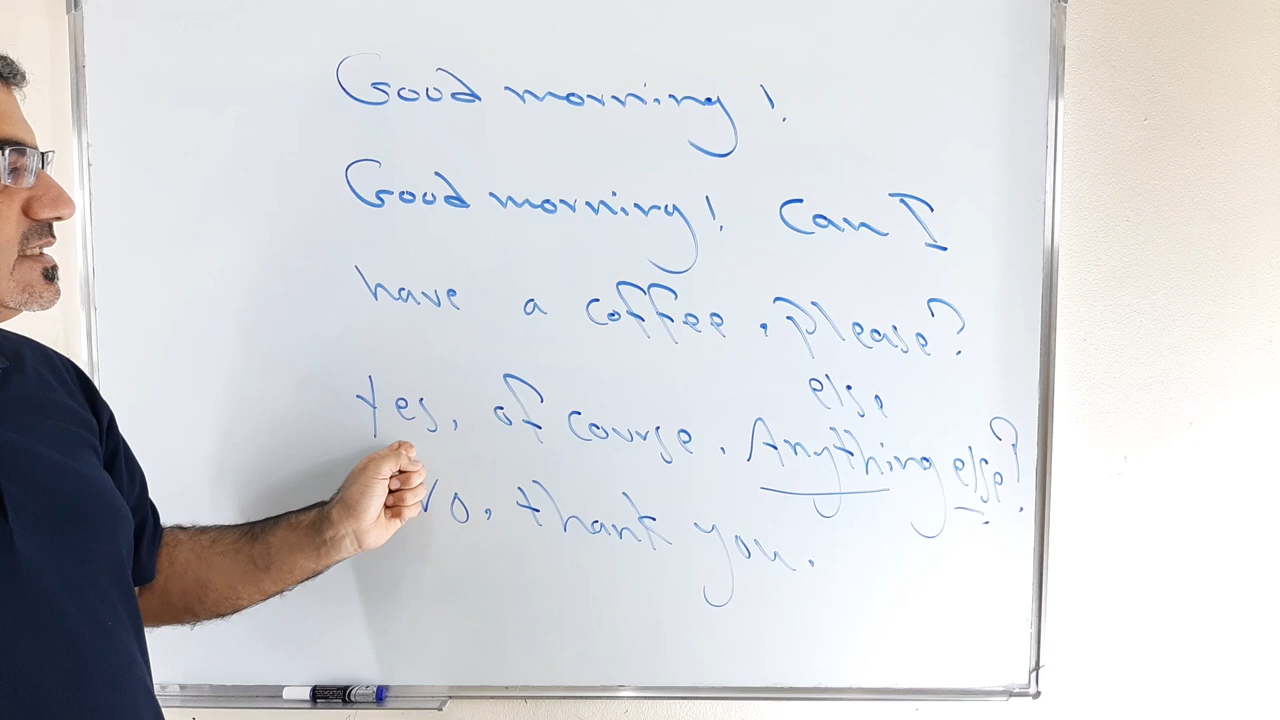 Good morning!
Good morning! Can I
have a coffee, please?
else
Yes, of course. Anything else?
No, thank you.